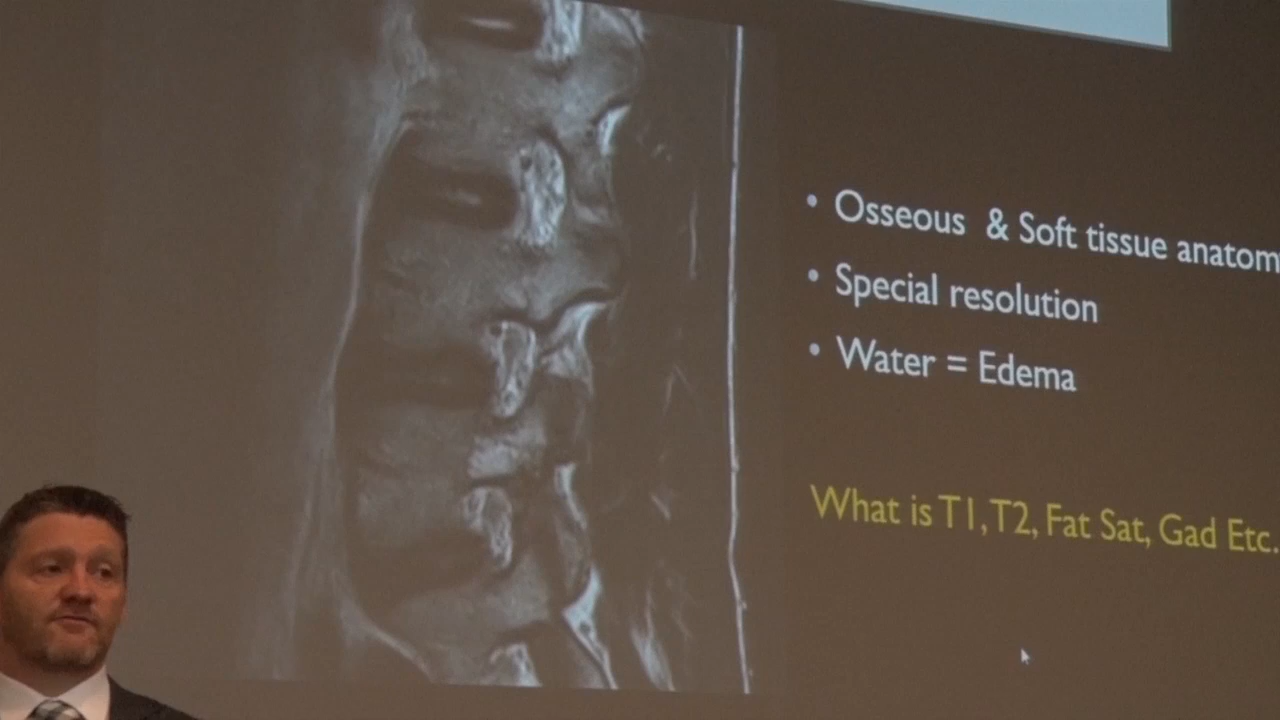 • Osseous & Soft tissue anatom
• Special resolution
• Water = Edema
What is T1, T2, Fat Sat, Gad Etc.